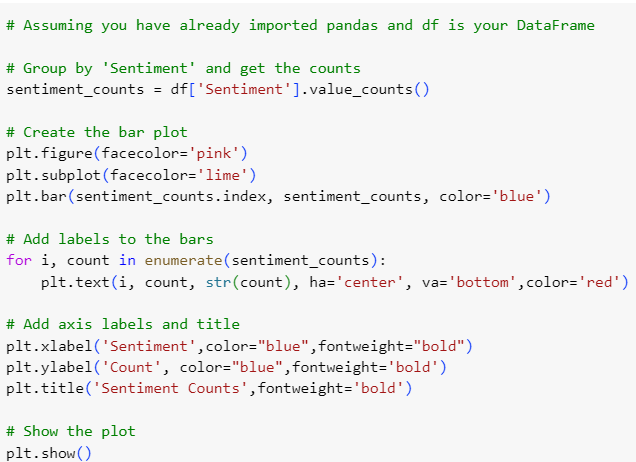 # Assuming you have already imported pandas and df is your DataFrame
# Group by 'Sentiment' and get the counts
sentiment_counts = df['Sentiment'].value_counts()
# Create the bar plot
plt.figure(facecolor='pink')
plt.subplot(facecolor='lime')
plt.bar(sentiment_counts.index, sentiment_counts, color='blue')
# Add labels to the bars
for i, count in enumerate(sentiment_counts):
    plt.text(i, count, str(count), ha='center', va='bottom',color='red')
# Add axis labels and title
plt.xlabel('Sentiment',color="blue",fontweight="bold")
plt.ylabel('Count', color="blue",fontweight='bold')
plt.title('Sentiment Counts',fontweight='bold')
# Show the plot
plt.show()